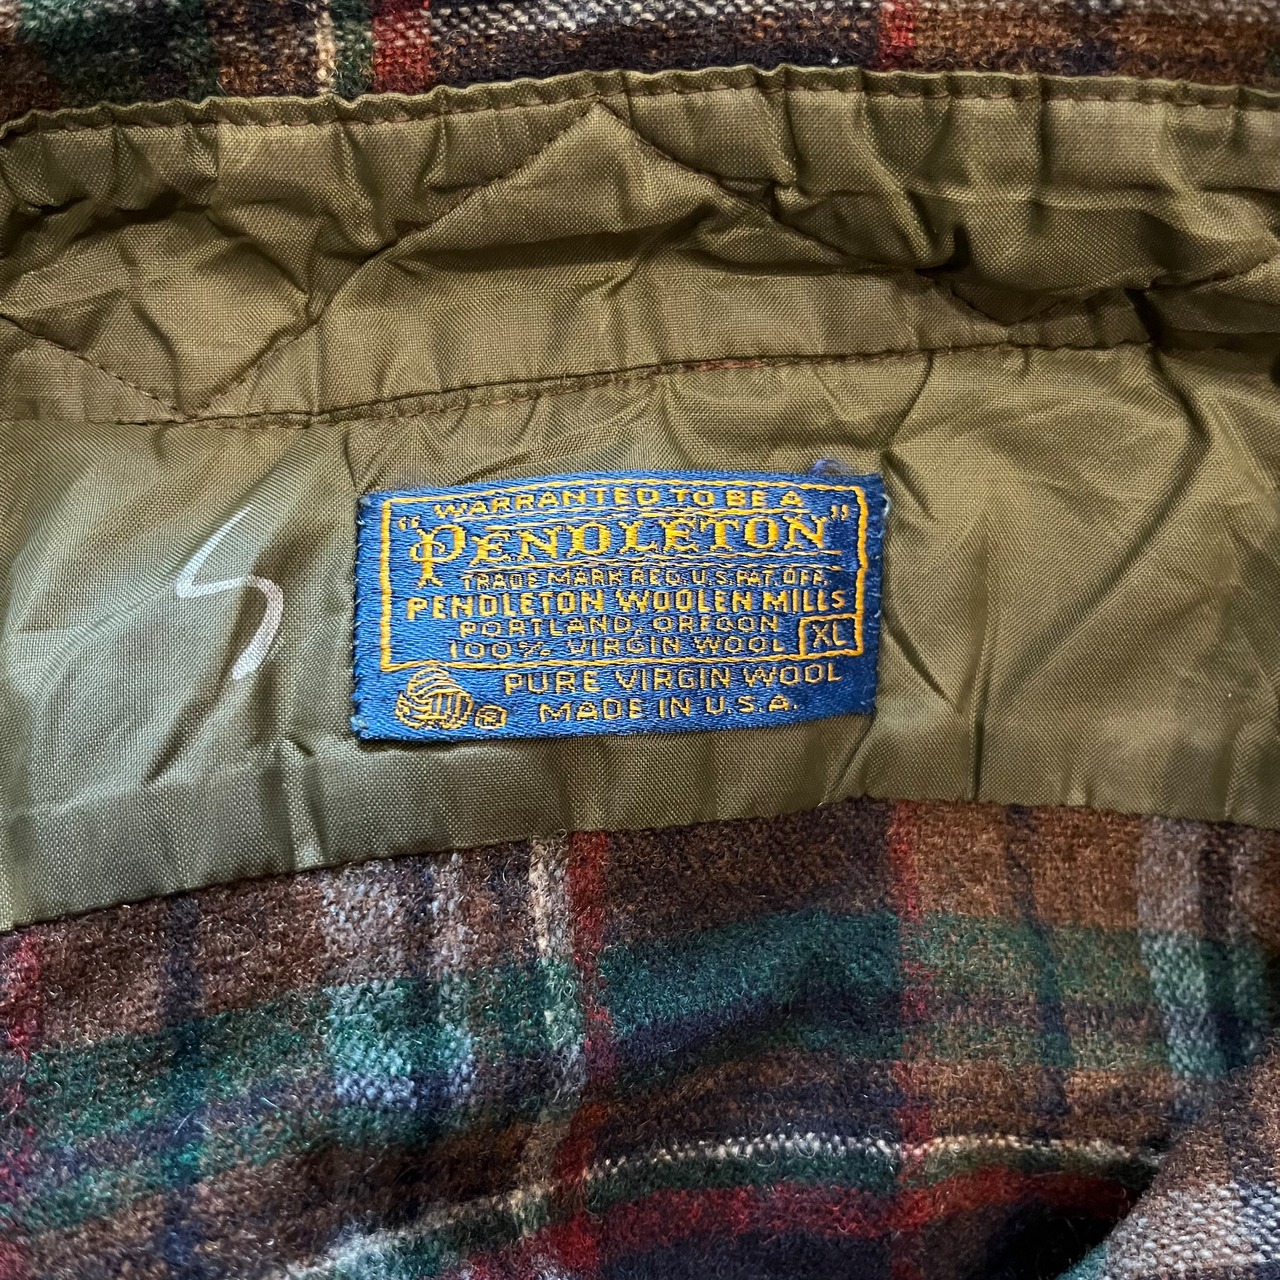 WARRANTED TO BE A
"PENDLETON"
TRADE MARK REG. U.S. PAT. OFF.
PENDLETON WOOLEN MILLS
PORTLAND, OREGON
100% VIRGIN WOOL XL
PURE VIRGIN WOOL
® MADE IN U.S.A.